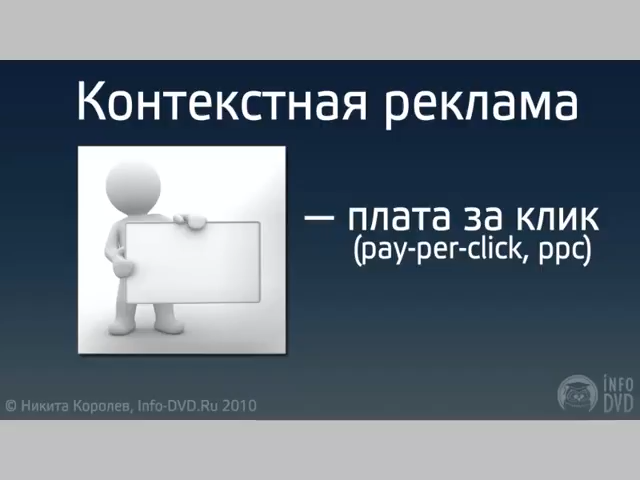 Контекстная реклама
— плата за клик
(pay-per-click, ppc)
© Никита Королев, Info-DVD.Ru 2010
INFO
DVD